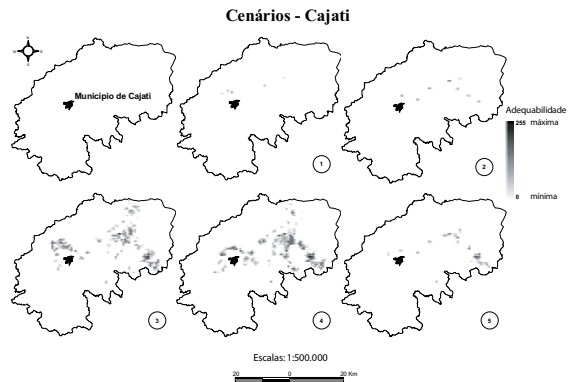 Cenários - Cajati
Município de Cajati
1
2
Adequabilidade
255 máxima
0 mínima
3
4
5
Escalas: 1:500.000
20 0 20 Km